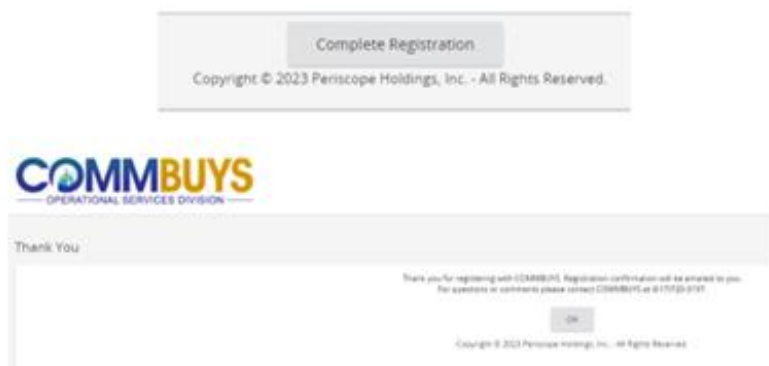 Complete Registration
Copyright © 2023 Periscope Holdings, Inc. - All Rights Reserved.
COMMBUYS
OPERATIONAL SERVICES DIVISION
Thank You
Thank you for registering with COMMBUYS. Registration confirmation will be emailed to you.
For questions or comments please contact COMMBUYS at
OK
Copyright © 2023 Periscope Holdings, Inc. - All Rights Reserved.